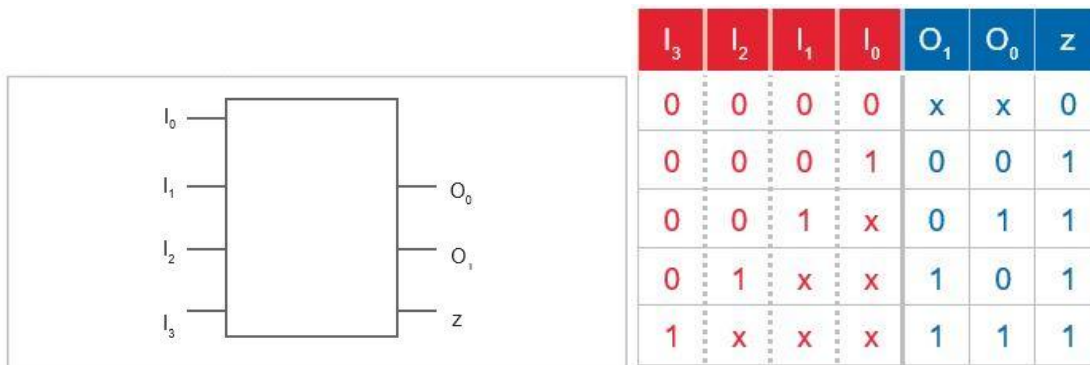 I₀
I₁
I₂
I₃
O₀
O₁
z
I₃ I₂ I₁ I₀ O₁ O₀ z
0 0 0 0 x x 0
0 0 0 1 0 0 1
0 0 1 x 0 1 1
0 1 x x 1 0 1
1 x x x 1 1 1